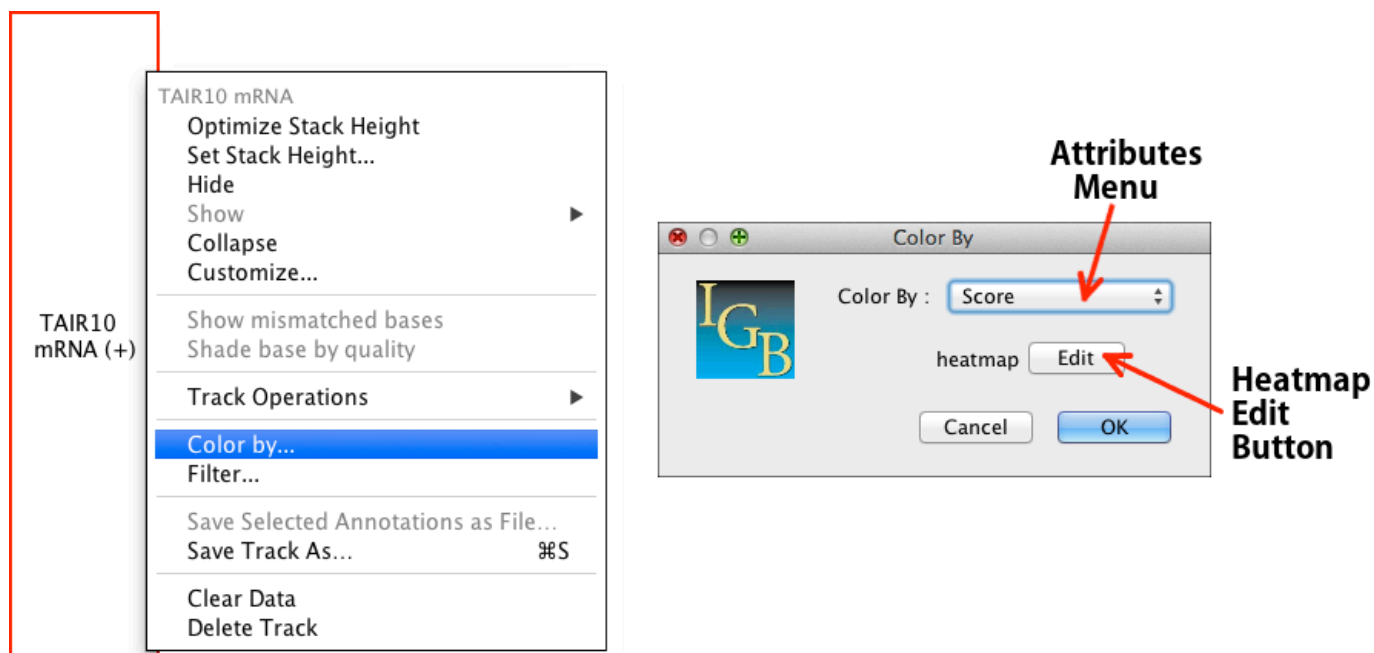 TAIR10
mRNA (+)
TAIR10 mRNA
Optimize Stack Height
Set Stack Height...
Hide
Show
Collapse
Customize...
Show mismatched bases
Shade base by quality
Track Operations
Color by...
Filter...
Save Selected Annotations as File...
Save Track As... ⌘S
Clear Data
Delete Track
Attributes
Menu
Color By
IGB
Color By : Score
heatmap Edit
Cancel OK
Heatmap
Edit
Button